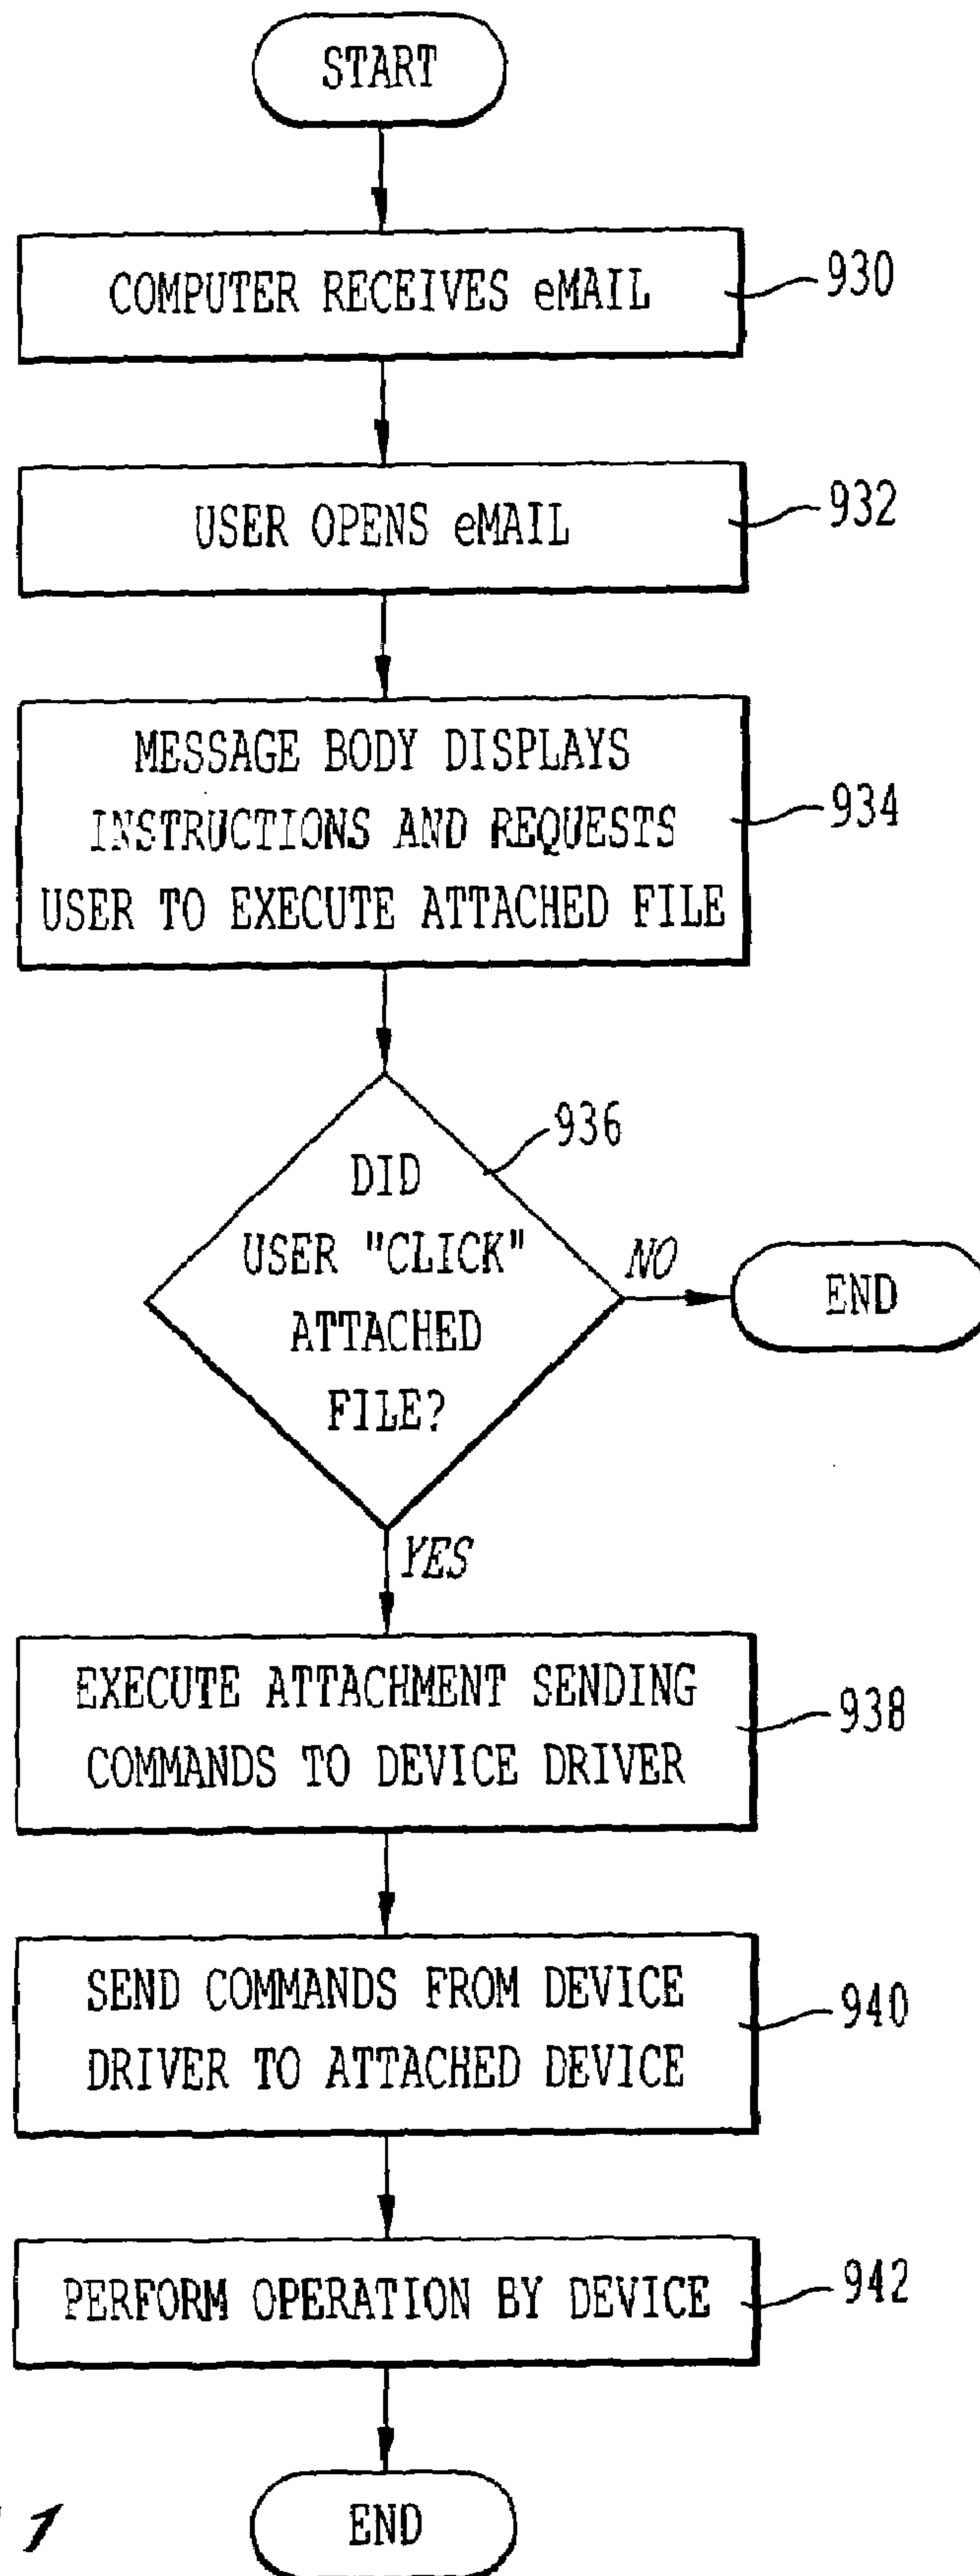 START
COMPUTER RECEIVES eMAIL
930
USER OPENS eMAIL
932
MESSAGE BODY DISPLAYS
INSTRUCTIONS AND REQUESTS
USER TO EXECUTE ATTACHED FILE
934
936
DID
USER "CLICK"
ATTACHED
FILE?
NO
END
YES
EXECUTE ATTACHMENT SENDING
COMMANDS TO DEVICE DRIVER
938
SEND COMMANDS FROM DEVICE
DRIVER TO ATTACHED DEVICE
940
PERFORM OPERATION BY DEVICE
942
END
1